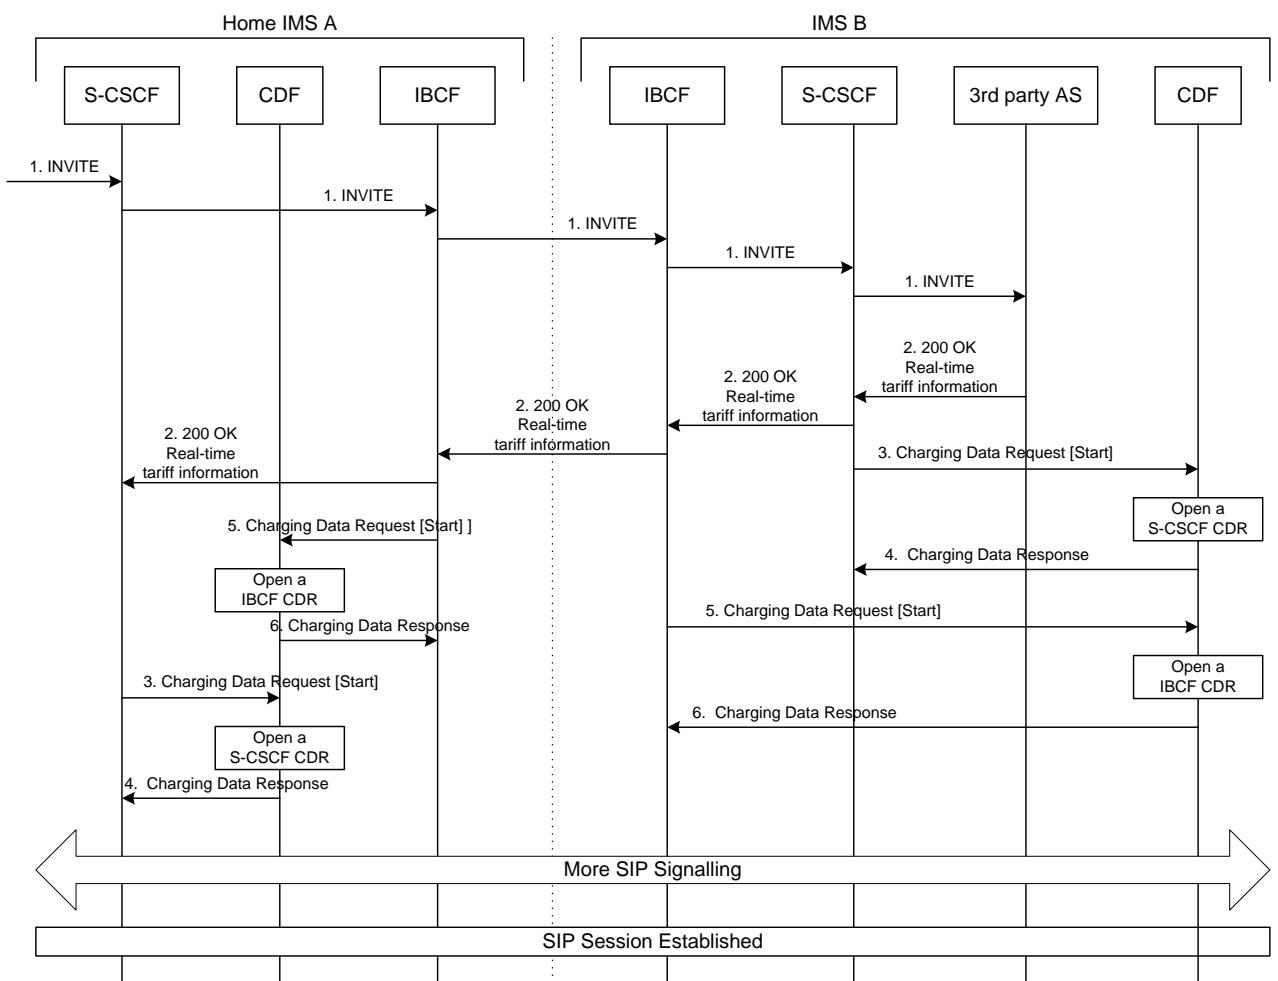 Home IMS A
IMS B
S-CSCF
CDF
IBCF
IBCF
S-CSCF
3rd party AS
CDF
1. INVITE
1. INVITE
1. INVITE
1. INVITE
1. INVITE
2. 200 OK
Real-time
tariff information
2. 200 OK
Real-time
tariff information
2. 200 OK
Real-time
tariff information
2. 200 OK
Real-time
tariff information
3. Charging Data Request [Start]
Open a
S-CSCF CDR
5. Charging Data Request [Start] ]
4. Charging Data Response
Open a
IBCF CDR
5. Charging Data Request [Start]
6. Charging Data Response
Open a
IBCF CDR
3. Charging Data Request [Start]
6. Charging Data Response
Open a
S-CSCF CDR
4. Charging Data Response
More SIP Signalling
SIP Session Established